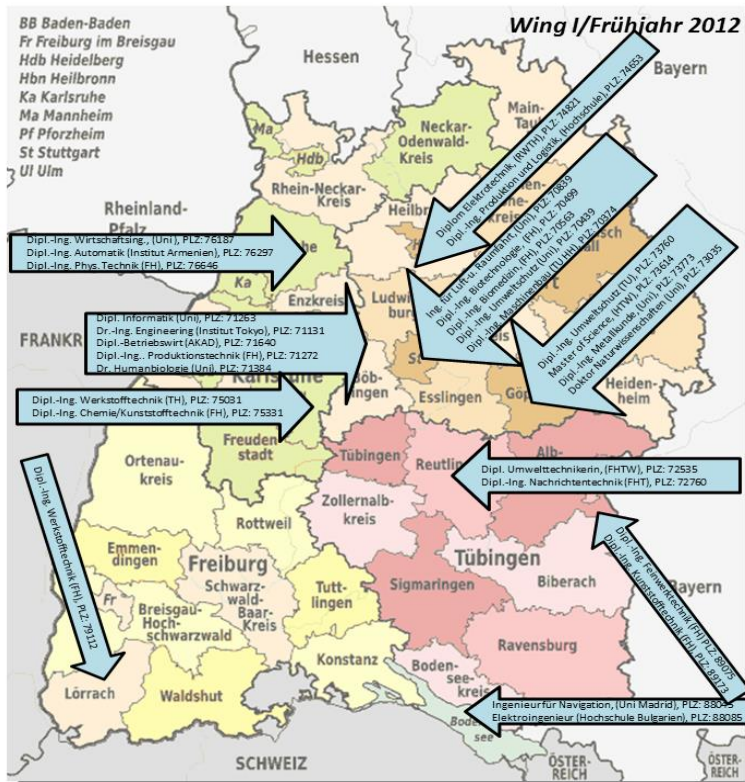 BB Baden-Baden
Fr Freiburg im Breisgau
Hdb Heidelberg
Hbn Heilbronn
Ka Karlsruhe
Ma Mannheim
Pf Pforzheim
St Stuttgart
Ul Ulm
Wing I/Frühjahr 2012
Hessen
Bayern
Main-
Taub
Ma
Hdb
Neckar-
Odenwald-
Kreis
Rhein-Neckar-
Kreis
Rheinland-
Pfalz
Heilbr
Diplom Elektrotechnik, (RWTH), PLZ: 74821
Dipl.-Ing. Produktion und Logistik, (Hochschule), PLZ: 74653
Ing. für Luft-u. Raumfahrt, (Uni), PLZ: 70839
Dipl.-Ing. Biotechnologie, (FH), PLZ: 70499
Dipl.-Ing. Biomedizin (FH), PLZ: 70563
Dipl.-Ing. Umweltschutz (Uni), PLZ: 70439
Dipl.-Ing. Maschinenbau (TU HH), PLZ: 70374
Dipl.-Ing. Umweltschutz (TU), PLZ: 73760
Master of Science, (HTW), PLZ: 73614
Dipl.-Ing. Metallkunde, (Uni), PLZ: 73773
Doktor Naturwissenschaften (Uni), PLZ: 73035
Dipl.-Ing. Wirtschaftsing., (Uni), PLZ: 76187
Dipl.-Ing. Automatik (Institut Armenien), PLZ: 76297
Dipl.-Ing. Phys.Technik (FH), PLZ: 76646
Ka
Enzkreis
Ludwi
burg
FRANKR
Dipl. Informatik (Uni), PLZ: 71263
Dr.-Ing. Engineering (Institut Tokyo), PLZ: 71131
Dipl.-Betriebswirt (AKAD), PLZ: 71640
Dipl.-Ing.. Produktionstechnik (FH), PLZ: 71272
Dr. Humanbiologie (Uni), PLZ: 71384
Karlsruhe
Böb-
lingen
St
Esslingen
Göp
Heiden-
heim
Dipl.-Ing. Werkstofftechnik (TH), PLZ: 75031
Dipl.-Ing. Chemie/Kunststofftechnik (FH), PLZ: 75331
Freuden
stadt
Ortenau-
kreis
Tübingen
Reutlin
Alb-
Dipl. Umwelttechnikerin, (FHTW), PLZ: 72535
Dipl.-Ing. Nachrichtentechnik (FHT), PLZ: 72760
Zollernalb-
kreis
Rottweil
Dipl.-Ing. Werkstofftechnik (FH), PLZ: 79112
Emmen-
dingen
Freiburg
Schwarz-
wald-
Baar-
Kreis
Tutt-
lingen
Sigmaringen
Tübingen
Biberach
Bayern
Dipl.-Ing. Feinwerktechnik (FH) PLZ: 89075
Dipl.-Ing. Kunststofftechnik (FH), PLZ: 89173
Fr
Breisgau-
Hoch-
schwarzwald
Ravensburg
Konstanz
Boden-
seekreis
Lörrach
Waldshut
Ingenieur für Navigation, (Uni Madrid), PLZ: 88045
Elektroingenieur (Hochschule Bulgarien), PLZ: 88085
Boden
see
SCHWEIZ
ÖSTER-
REICH
ÖSTER-
REICH